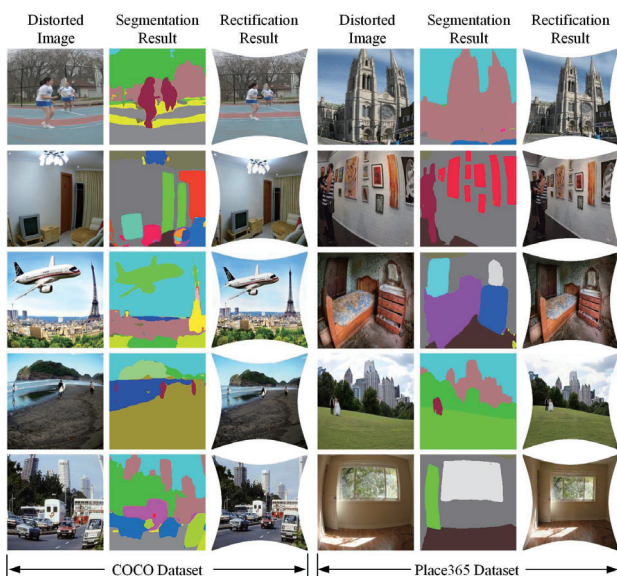 Distorted Image
Segmentation Result
Rectification Result
Distorted Image
Segmentation Result
Rectification Result
COCO Dataset
Place365 Dataset